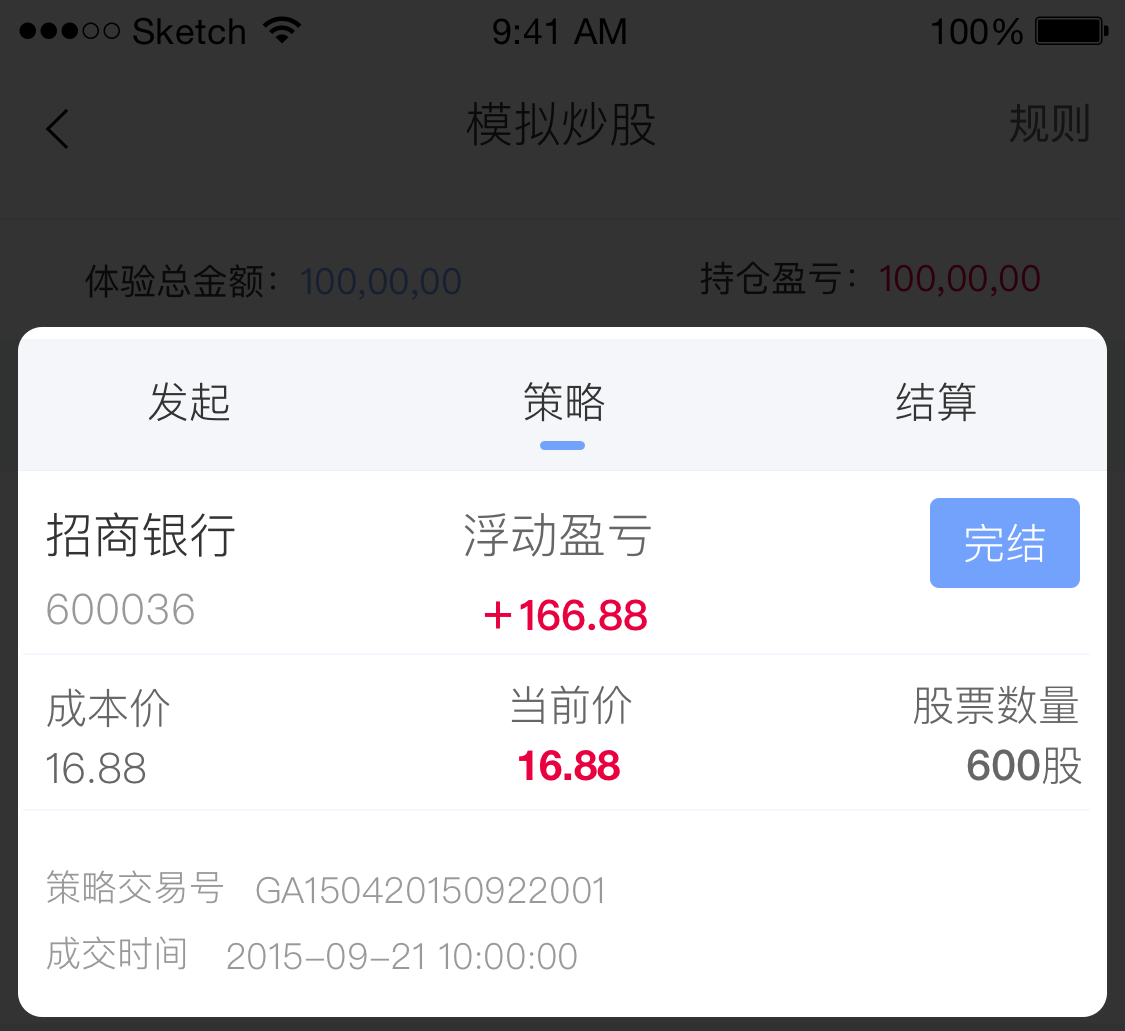 Sketch 9:41 AM 100%
模拟炒股 规则
体验总金额: 100,00,00 持仓盈亏: 100,00,00
发起 策略 结算
招商银行 浮动盈亏 完结
600036 +166.88
成本价 当前价 股票数量
16.88 16.88 600股
策略交易号 GA150420150922001
成交时间 2015-09-21 10:00:00